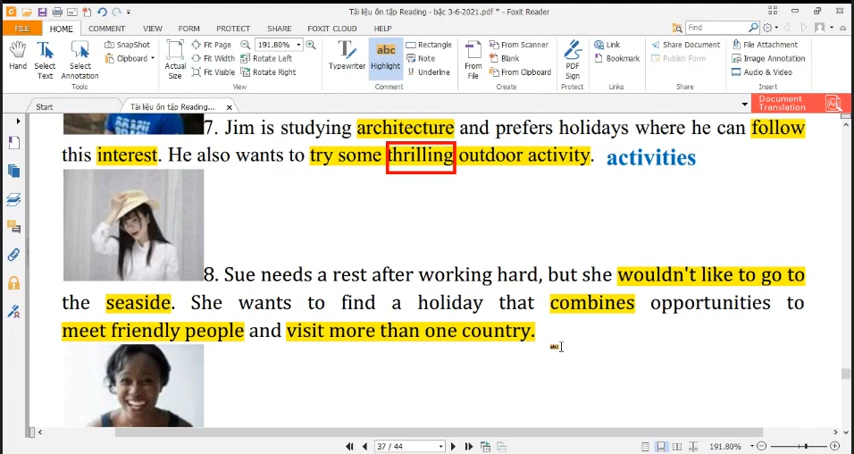 Tài liệu ôn tập Reading - bậc 3-6-2021.pdf * - Foxit Reader
FILE HOME COMMENT VIEW FORM PROTECT SHARE FOXIT CLOUD HELP Find
SnapShot Fit Page 191.80% Rectangle From Scanner Link Share Document File Attachment
Clipboard Fit Width Rotate Left Note Blank Bookmark Publish Form Image Annotation
Fit Visible Rotate Right Underline From Clipboard Audio & Video
Hand Select Text Select Annotation Actual Size Typewriter Highlight From File PDF Sign
Tools View Comment Create Protect Links Share Insert
Start Tài liệu ôn tập Reading... Document Translation
BRASIL
7. Jim is studying architecture and prefers holidays where he can follow
this interest. He also wants to try some thrilling outdoor activity. activities
8. Sue needs a rest after working hard, but she wouldn't like to go to
the seaside. She wants to find a holiday that combines opportunities to
meet friendly people and visit more than one country.
37 / 44 191.80%